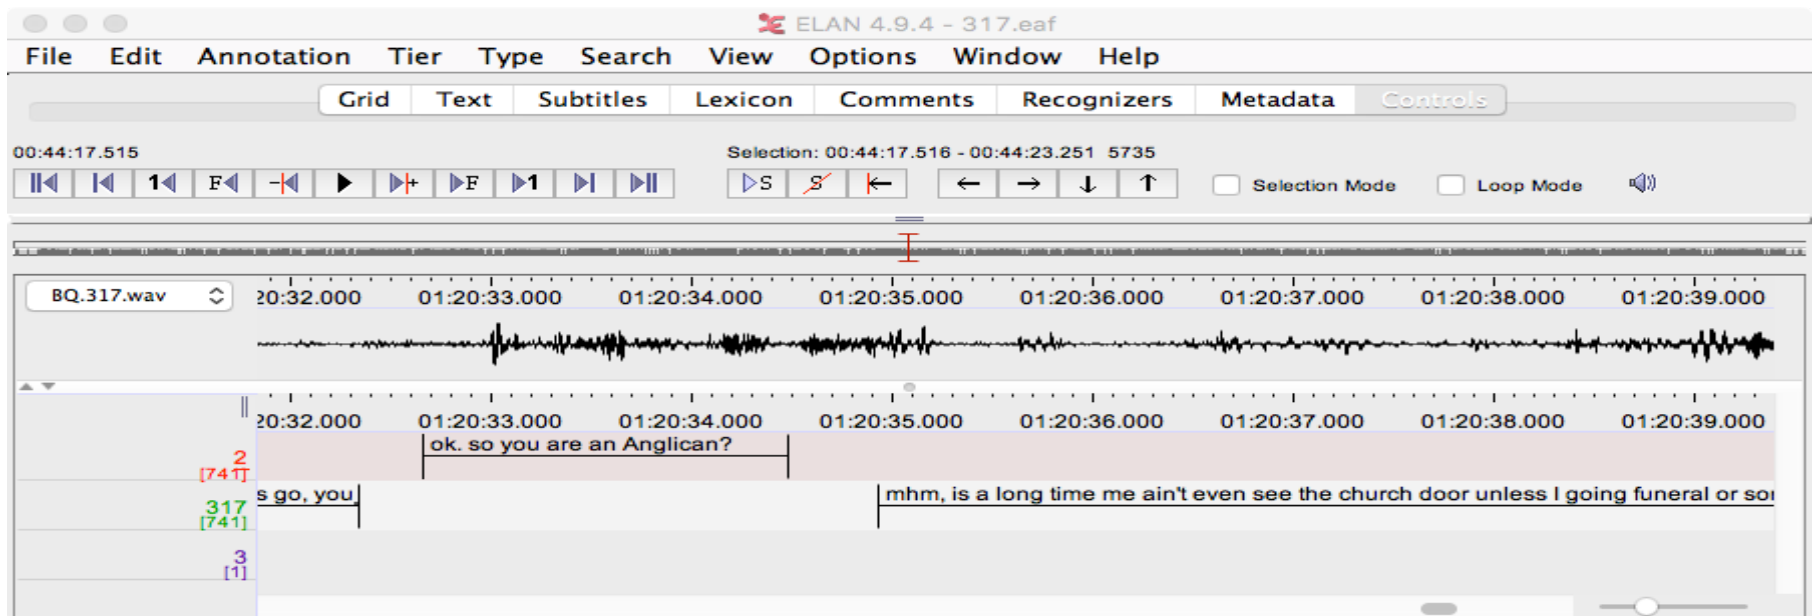 ELAN 4.9.4 - 317.eaf
File Edit Annotation Tier Type Search View Options Window Help
Grid Text Subtitles Lexicon Comments Recognizers Metadata Controls
00:44:17.515 Selection: 00:44:17.516 - 00:44:23.251 5735
1 F + F 1 S S Selection Mode Loop Mode
BQ.317.wav 20:32.000 01:20:33.000 01:20:34.000 01:20:35.000 01:20:36.000 01:20:37.000 01:20:38.000 01:20:39.000
20:32.000 01:20:33.000 01:20:34.000 01:20:35.000 01:20:36.000 01:20:37.000 01:20:38.000 01:20:39.000
2 ok. so you are an Anglican?
[741]
317 s go, you mhm, is a long time me ain't even see the church door unless I going funeral or
[741]
3
[1]